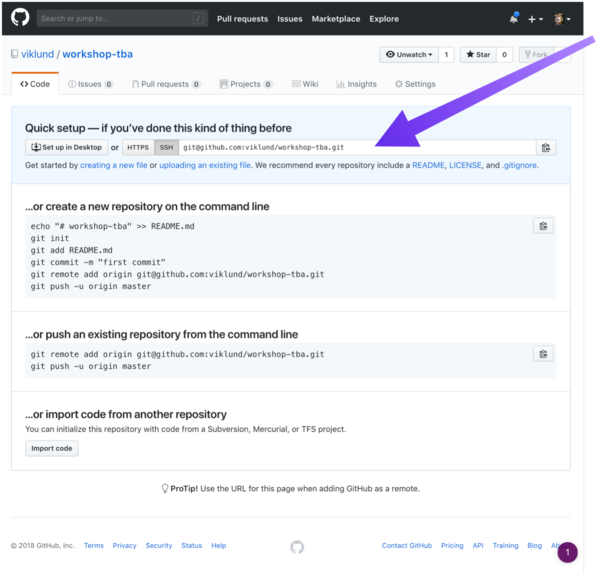 Search or jump to... /
Pull requests Issues Marketplace Explore
viklund / workshop-tba
Unwatch 1 Star 0 Fork
Code Issues 0 Pull requests 0 Projects 0 Wiki Insights Settings
Quick setup — if you've done this kind of thing before
Set up in Desktop or HTTPS SSH git@github.com:viklund/workshop-tba.git
Get started by creating a new file or uploading an existing file. We recommend every repository include a README, LICENSE, and .gitignore.
...or create a new repository on the command line
echo "# workshop-tba" >> README.md
git init
git add README.md
git commit -m "first commit"
git remote add origin git@github.com:viklund/workshop-tba.git
git push -u origin master
...or push an existing repository from the command line
git remote add origin git@github.com:viklund/workshop-tba.git
git push -u origin master
...or import code from another repository
You can initialize this repository with code from a Subversion, Mercurial, or TFS project.
Import code
ProTip! Use the URL for this page when adding GitHub as a remote.
© 2018 GitHub, Inc. Terms Privacy Security Status Help Contact GitHub Pricing API Training Blog
1